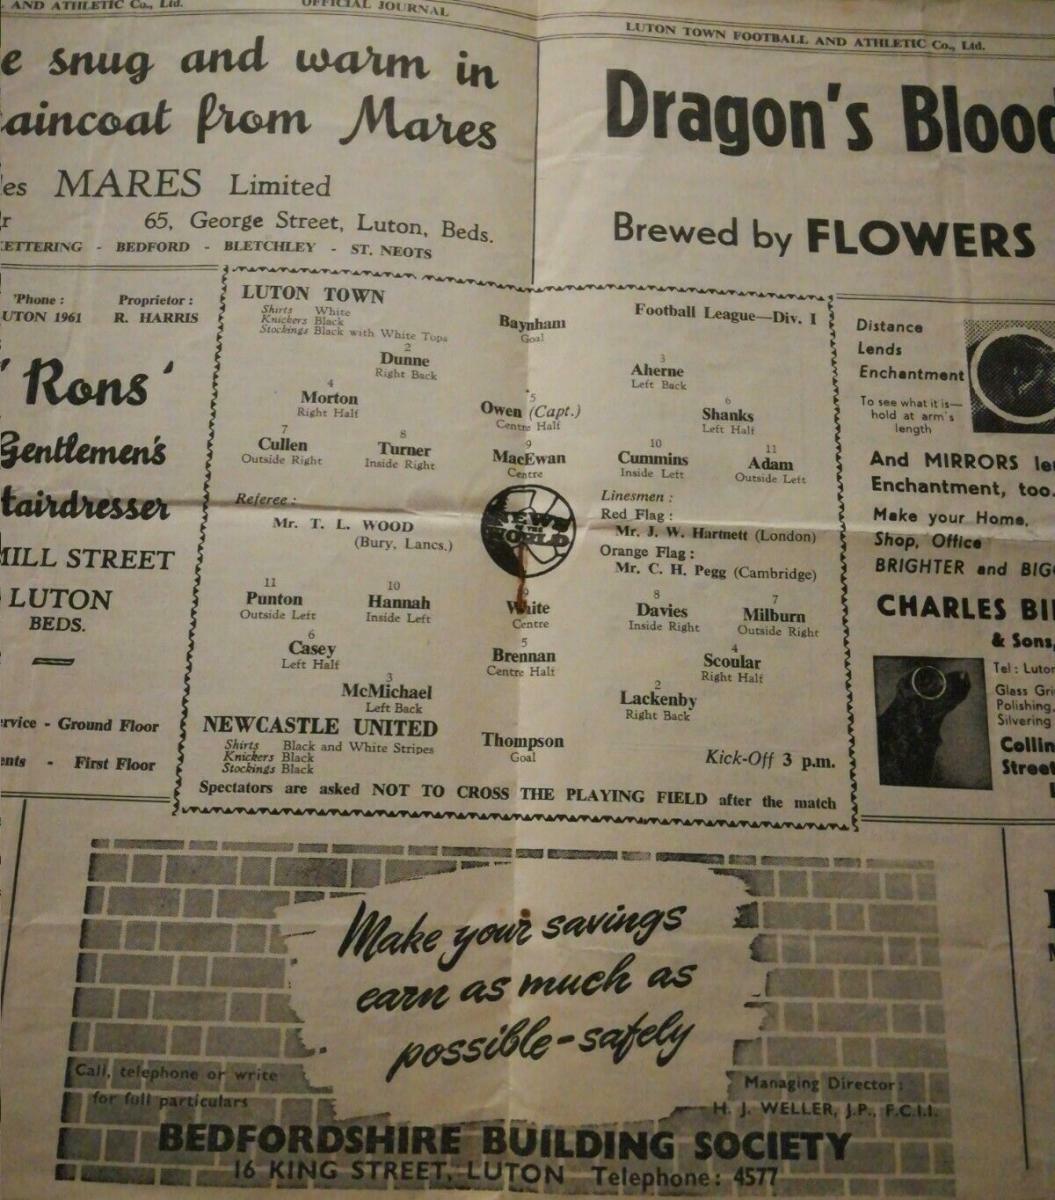 AND ATHLETIC Co., Ltd.
OFFICIAL JOURNAL
LUTON TOWN FOOTBALL AND ATHLETIC Co., Ltd.
e snug and warm in
aincoat from Mares
es MARES Limited
r 65, George Street, Luton, Beds.
ETTERING - BEDFORD - BLETCHLEY - ST. NEOTS
Dragon's Blood
Brewed by FLOWERS
'Phone : Proprietor :
UTON 1961 R. HARRIS
' Rons '
Gentlemen's
Hairdresser
MILL STREET
LUTON
BEDS.
rvice - Ground Floor
ents - First Floor
LUTON TOWN
Shirts White
Knickers Black
Stockings Black with White Tops
Football League—Div. I
Baynham
Goal
2
Dunne
Right Back
3
Aherne
Left Back
4
Morton
Right Half
5
Owen (Capt.)
Centre Half
6
Shanks
Left Half
7
Cullen
Outside Right
8
Turner
Inside Right
9
MacEwan
Centre
10
Cummins
Inside Left
11
Adam
Outside Left
Referee :
Mr. T. L. WOOD
(Bury, Lancs.)
NEWS
OF THE
WORLD
Linesmen :
Red Flag :
Mr. J. W. Hartnett (London)
Orange Flag :
Mr. C. H. Pegg (Cambridge)
11
Punton
Outside Left
10
Hannah
Inside Left
9
White
Centre
8
Davies
Inside Right
7
Milburn
Outside Right
6
Casey
Left Half
5
Brennan
Centre Half
4
Scoular
Right Half
3
McMichael
Left Back
2
Lackenby
Right Back
NEWCASTLE UNITED
Shirts Black and White Stripes
Knickers Black
Stockings Black
Thompson
Goal
Kick-Off 3 p.m.
Spectators are asked NOT TO CROSS THE PLAYING FIELD after the match
Distance
Lends
Enchantment
To see what it is—
hold at arm's
length
And MIRRORS le
Enchantment, too.
Make your Home,
Shop, Office
BRIGHTER and BIG
CHARLES BI
& Sons,
Tel : Luto
Glass Gri
Polishing,
Silvering
Collin
Street
Make your savings
earn as much as
possible-safely
Call, telephone or write
for full particulars
Managing Director:
H. J. WELLER, J.P., F.C.I.I.
BEDFORDSHIRE BUILDING SOCIETY
16 KING STREET, LUTON Telephone: 4577